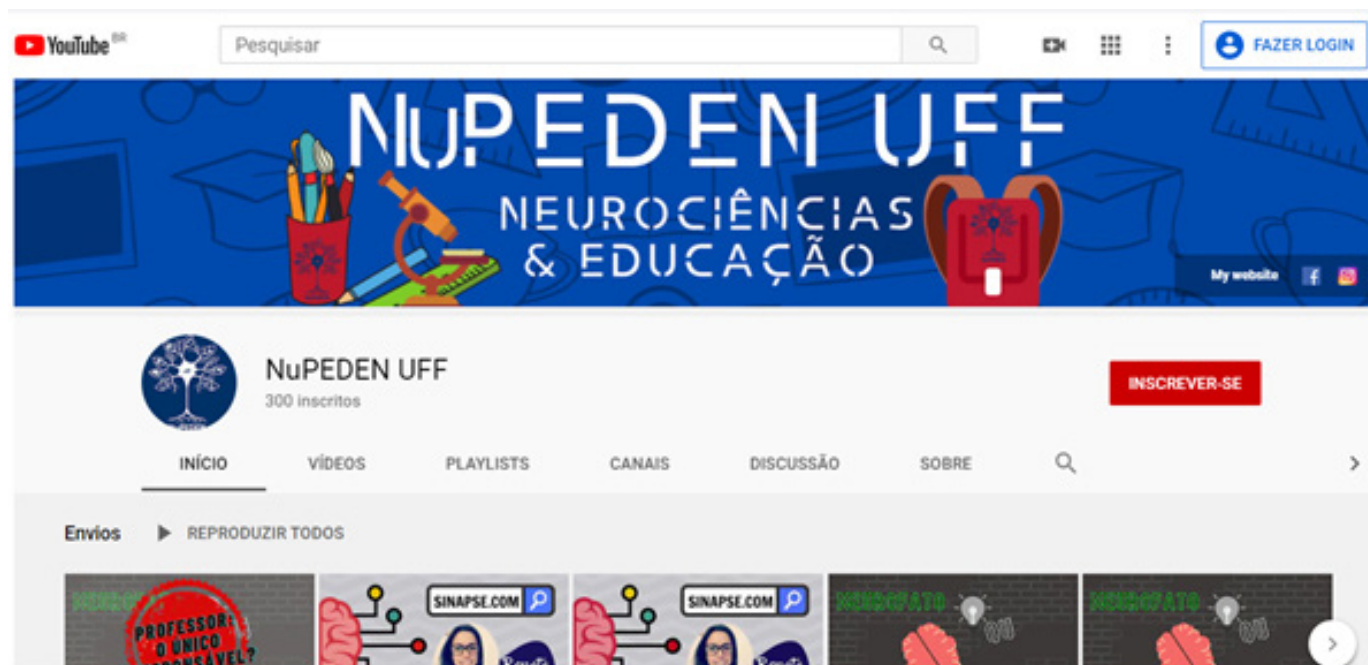 YouTube BR
Pesquisar
FAZER LOGIN
NuPEDEN UFF
NEUROCIÊNCIAS
& EDUCAÇÃO
My website
NuPEDEN UFF
300 inscritos
INSCREVER-SE
INÍCIO VÍDEOS PLAYLISTS CANAIS DISCUSSÃO SOBRE
Envios REPRODUZIR TODOS
PROFESSOR:
O ÚNICO
SINAPSE.COM
SINAPSE.COM
NEUROFATO
NEUROFATO